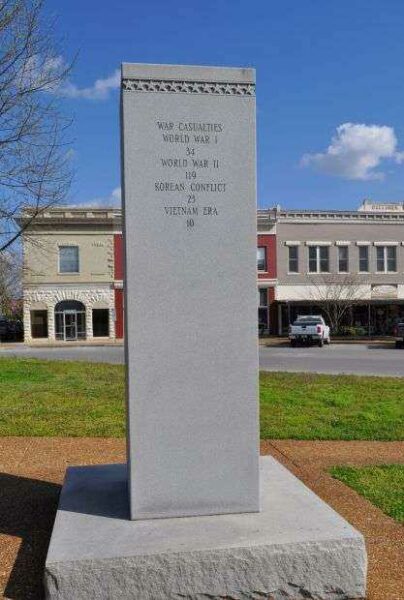 WAR CASUALTIES
WORLD WAR I
34
WORLD WAR II
119
KOREAN CONFLICT
23
VIETNAM ERA
10